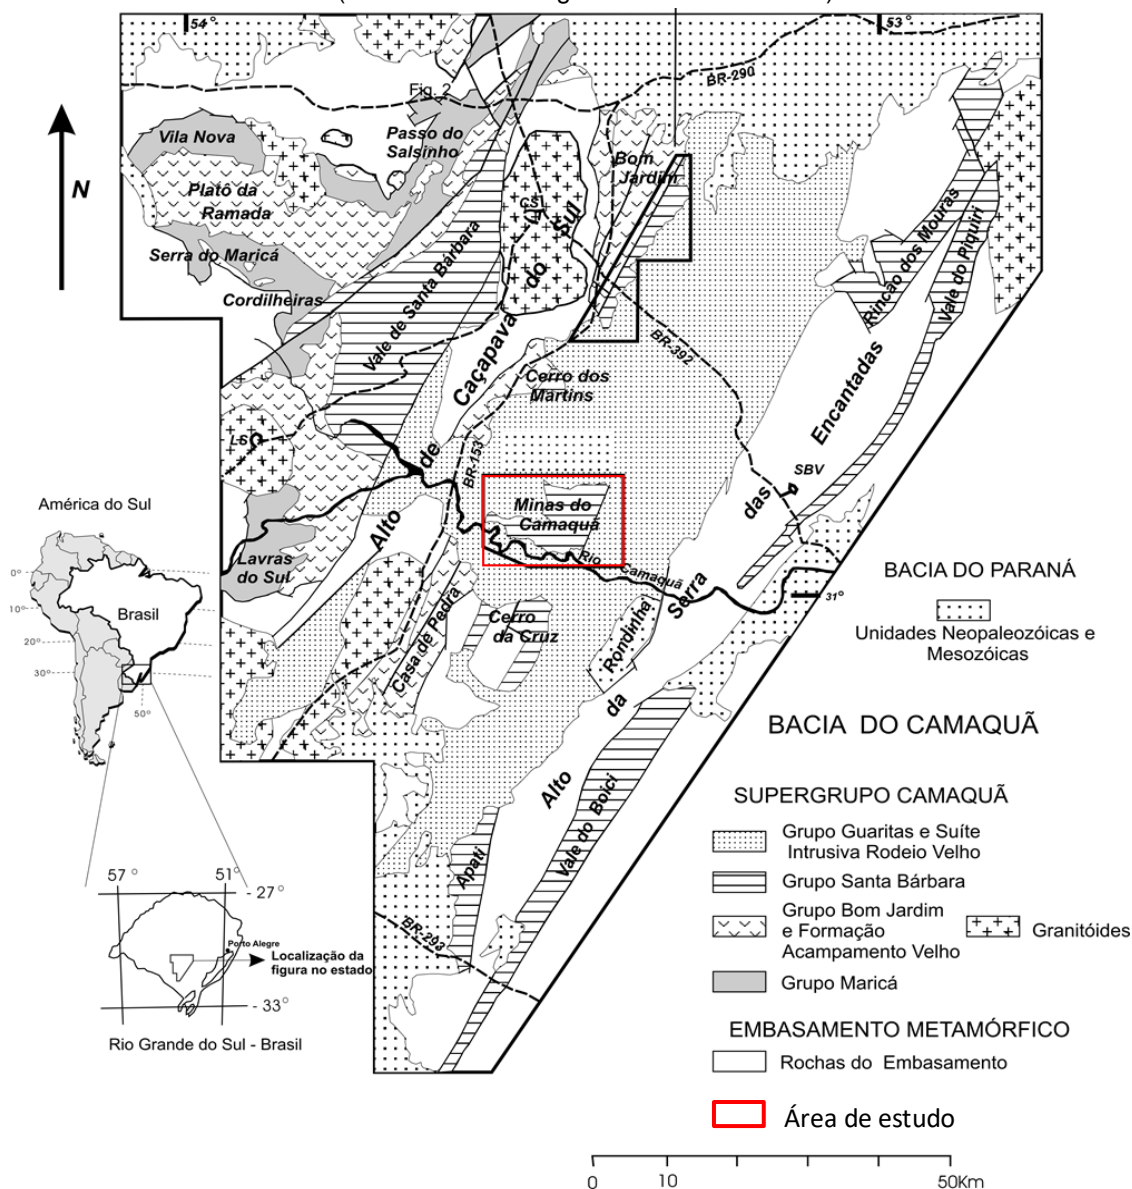 54°
53°
BR-290
Fig. 2
Vila Nova
Passo do
Salsinho
Bom
Jardim
N
Platô da
Ramada
CS
Serra do Maricá
Cordilheiras
Vale de Santa Bárbara
Rincão dos Mouras
Vale do Piquiri
Alto de Caçapava do Sul
BR-392
Cerro dos
Martins
LS
BR-153
SBV
Minas do
Camaquã
Rio Camaquã
Lavras
do Sul
31°
Casa de Pedra
Cerro
da Cruz
Rondinha
Alto da Serra das Encantadas
Vale do Boici
Apati
BR-293
América do Sul
0°
10°
20°
30°
Brasil
50°
57°
51°
- 27°
Porto Alegre
Localização da
figura no estado
- 33°
Rio Grande do Sul - Brasil
BACIA DO PARANÁ
Unidades Neopaleozóicas e
Mesozóicas
BACIA DO CAMAQUÃ
SUPERGRUPO CAMAQUÃ
Grupo Guaritas e Suíte
Intrusiva Rodeio Velho
Grupo Santa Bárbara
Grupo Bom Jardim
e Formação
Acampamento Velho
Granitóides
Grupo Maricá
EMBASAMENTO METAMÓRFICO
Rochas do Embasamento
Área de estudo
0
10
50Km